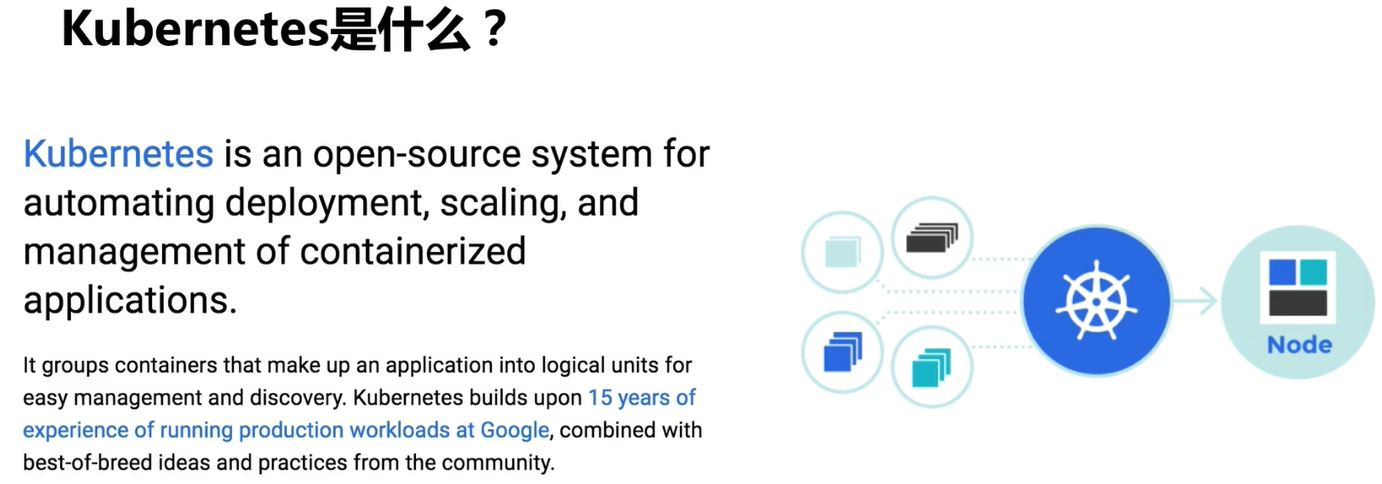 Kubernetes是什么？
Kubernetes is an open-source system for
automating deployment, scaling, and
management of containerized
applications.
It groups containers that make up an application into logical units for
easy management and discovery. Kubernetes builds upon 15 years of
experience of running production workloads at Google, combined with
best-of-breed ideas and practices from the community.
Node